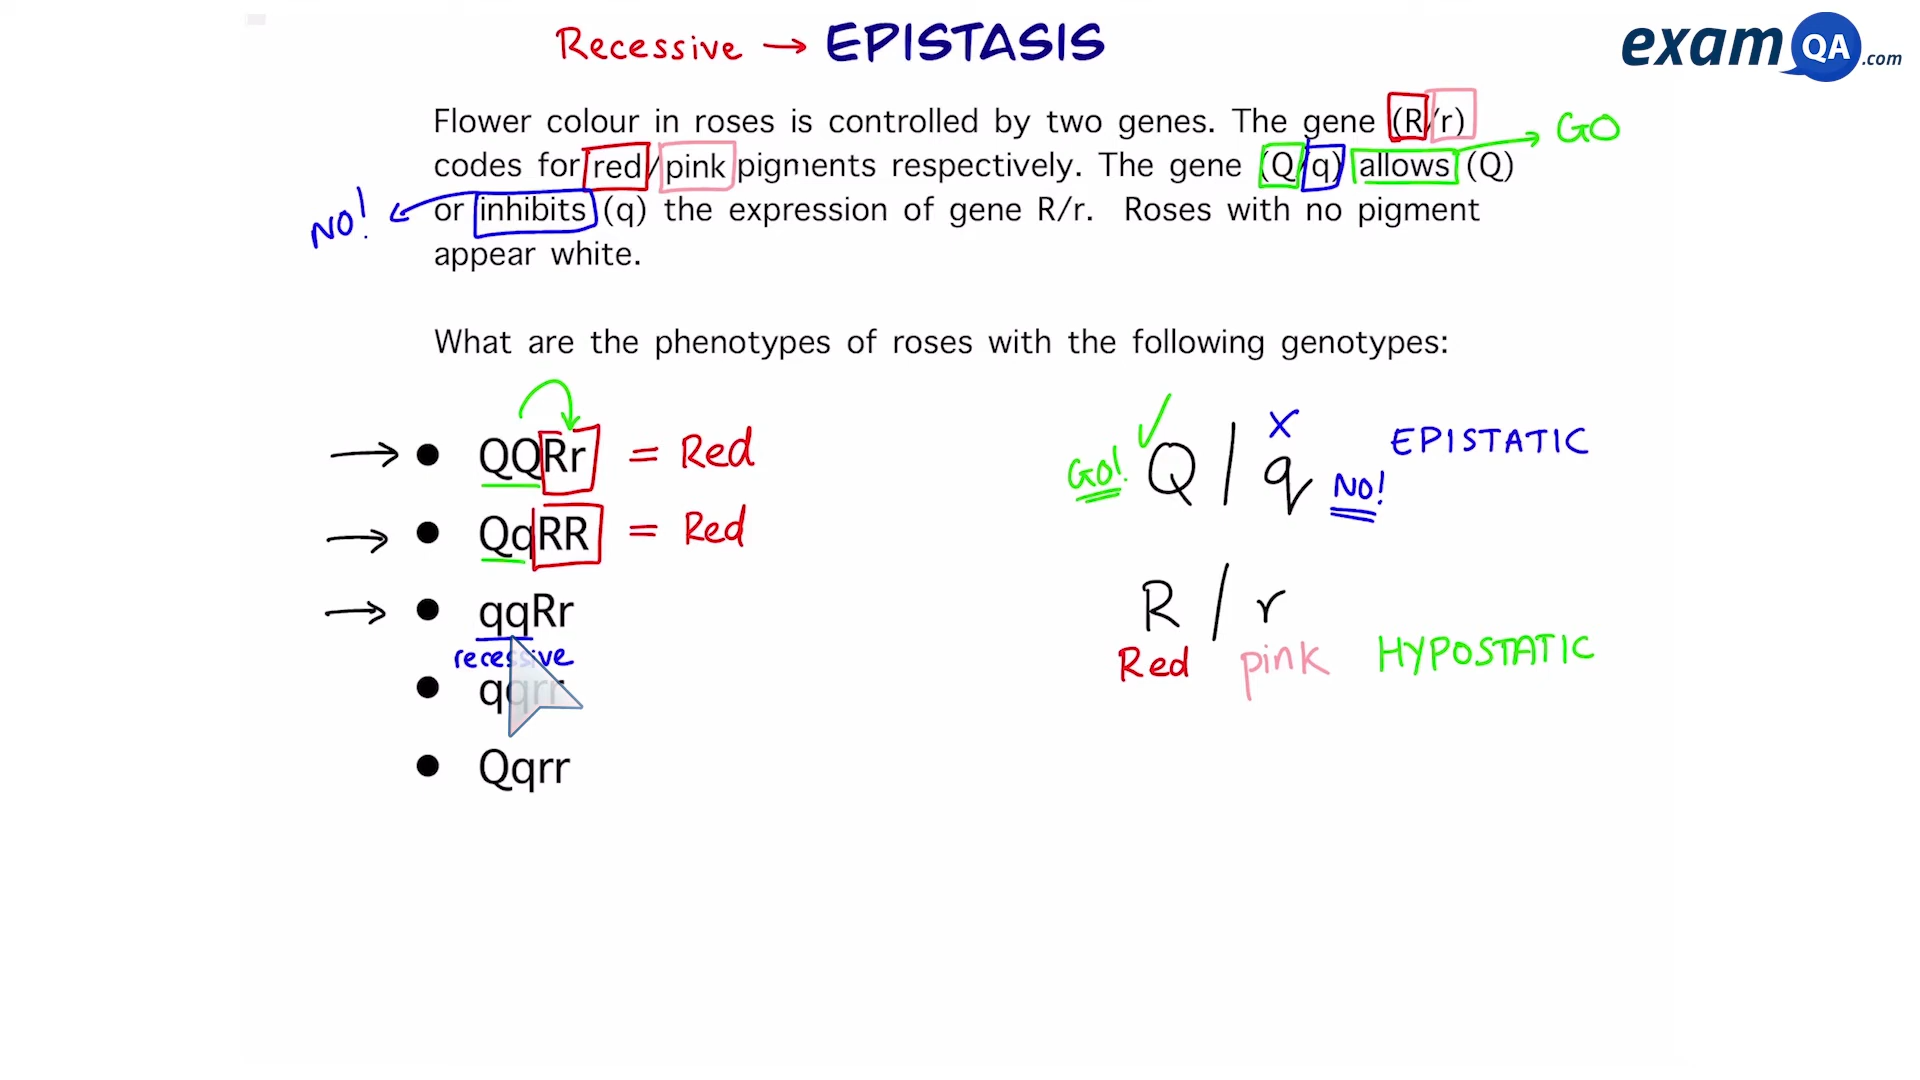 Recessive → EPISTASIS
examQA.com
Flower colour in roses is controlled by two genes. The gene (R/r)
GO
codes for red/pink pigments respectively. The gene (Q/q) allows (Q)
NO!
or inhibits (q) the expression of gene R/r. Roses with no pigment
appear white.
What are the phenotypes of roses with the following genotypes:
→ • QQRr = Red
→ • QqRR = Red
→ • qqRr
recessive
• qqrr
• Qqrr
✓ x
GO! Q / q NO! EPISTATIC
R / r
Red pink HYPOSTATIC